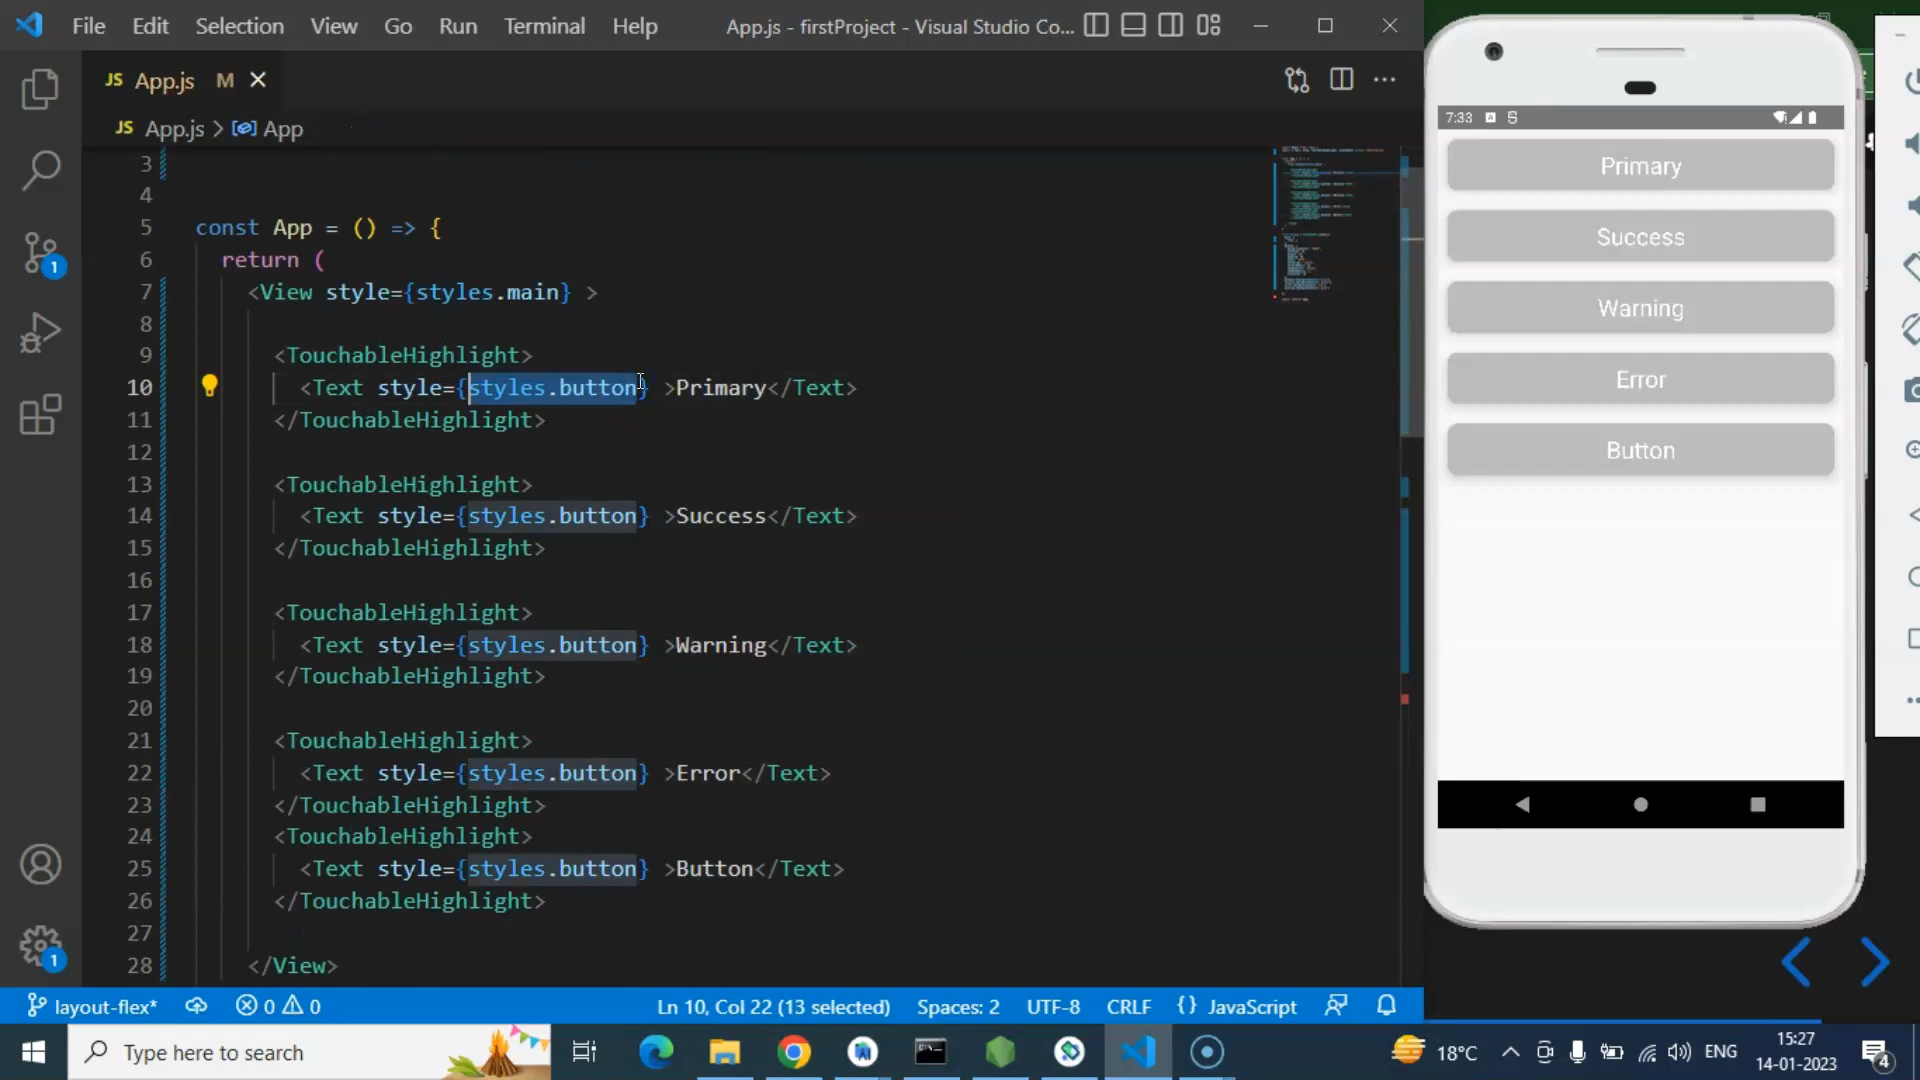 File Edit Selection View Go Run Terminal Help App.js - firstProject - Visual Studio Co...
JS App.js M
JS App.js > App
3
4
5 const App = () => {
6 return (
7 <View style={styles.main} >
8
9 <TouchableHighlight>
10 <Text style={styles.button} >Primary</Text>
11 </TouchableHighlight>
12
13 <TouchableHighlight>
14 <Text style={styles.button} >Success</Text>
15 </TouchableHighlight>
16
17 <TouchableHighlight>
18 <Text style={styles.button} >Warning</Text>
19 </TouchableHighlight>
20
21 <TouchableHighlight>
22 <Text style={styles.button} >Error</Text>
23 </TouchableHighlight>
24 <TouchableHighlight>
25 <Text style={styles.button} >Button</Text>
26 </TouchableHighlight>
27
28 </View>
1
1
layout-flex* 0 0 Ln 10, Col 22 (13 selected) Spaces: 2 UTF-8 CRLF {} JavaScript
7:33
Primary
Success
Warning
Error
Button
Type here to search
18°C ENG
15:27
14-01-2023
4